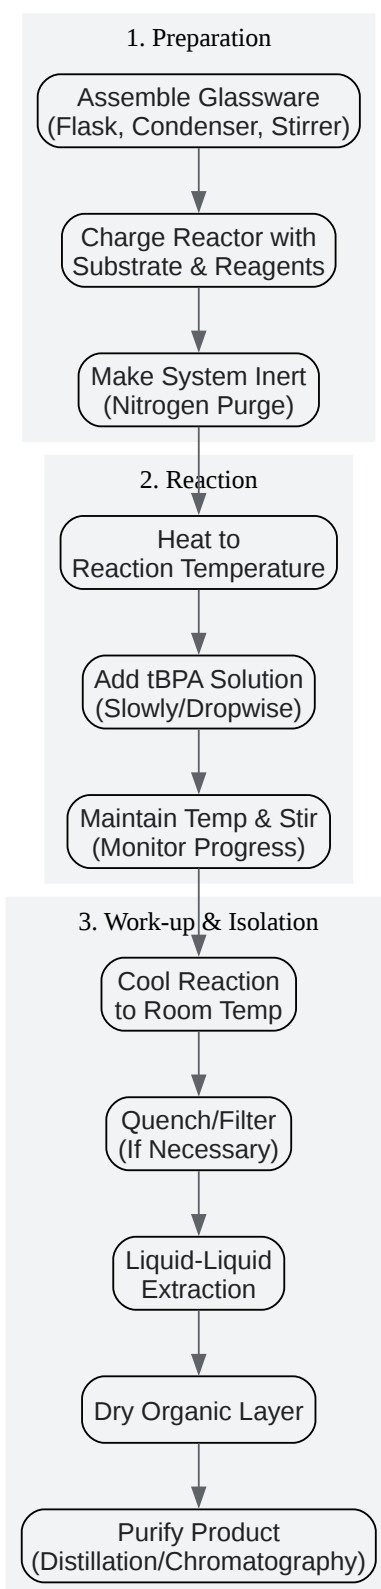 1. Preparation
Assemble Glassware
(Flask, Condenser, Stirrer)
Charge Reactor with
Substrate & Reagents
Make System Inert
(Nitrogen Purge)
2. Reaction
Heat to
Reaction Temperature
Add tBPA Solution
(Slowly/Dropwise)
Maintain Temp & Stir
(Monitor Progress)
3. Work-up & Isolation
Cool Reaction
to Room Temp
Quench/Filter
(If Necessary)
Liquid-Liquid
Extraction
Dry Organic Layer
Purify Product
(Distillation/Chromatography)